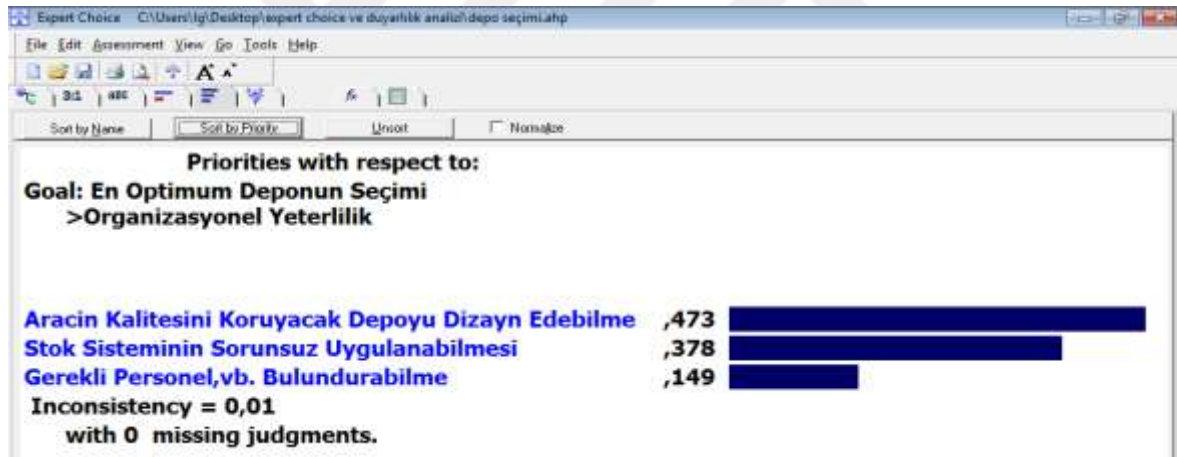 Expert Choice C:\Users\lg\Desktop\expert choice ve duyarlılık analizi\depo seçimi.ahp
File Edit Assessment View Go Tools Help
A A
3:1 ABC
Sort by Name Sort by Priority Unsort Normalize
Priorities with respect to:
Goal: En Optimum Deponun Seçimi
>Organizasyonel Yeterlilik
Aracin Kalitesini Koruyacak Depoyu Dizayn Edebilme ,473
Stok Sisteminin Sorunsuz Uygulanabilmesi ,378
Gerekli Personel,vb. Bulundurabilme ,149
Inconsistency = 0,01
with 0 missing judgments.